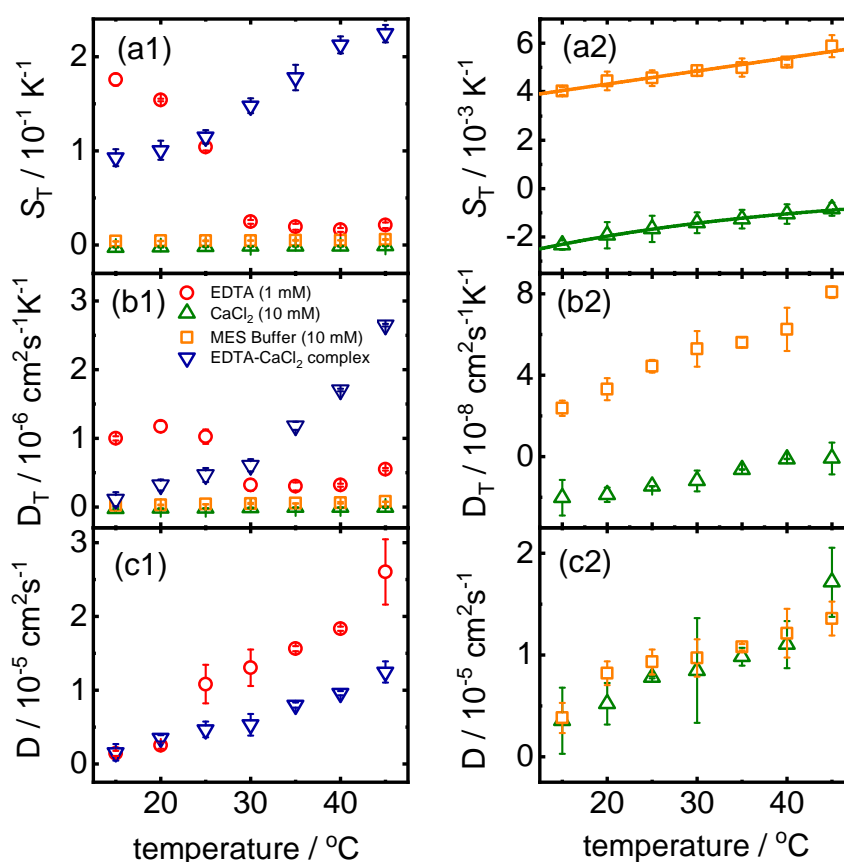 (a1)
2
1
0
S_T / 10^-1 K^-1
(a2)
6
4
2
0
-2
S_T / 10^-3 K^-1
(b1)
3
2
1
0
D_T / 10^-6 cm^2s^-1K^-1
EDTA (1 mM)
CaCl_2 (10 mM)
MES Buffer (10 mM)
EDTA-CaCl_2 complex
(b2)
8
4
0
D_T / 10^-8 cm^2s^-1K^-1
(c1)
3
2
1
0
D / 10^-5 cm^2s^-1
20 30 40
temperature / °C
(c2)
2
1
0
D / 10^-5 cm^2s^-1
20 30 40
temperature / °C